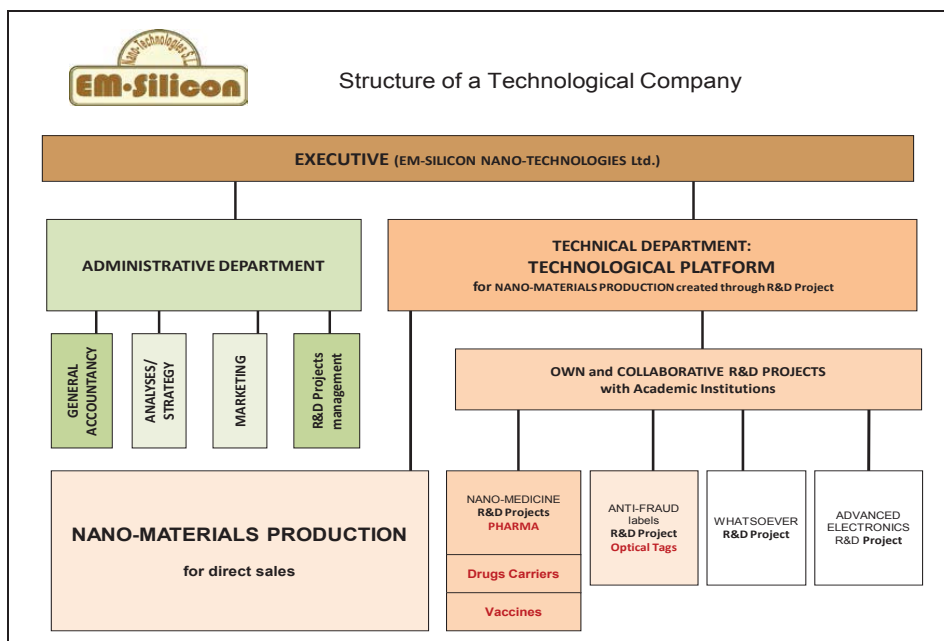 Nano-Technologies S.L.
EM-Silicon
Structure of a Technological Company
EXECUTIVE (EM-SILICON NANO-TECHNOLOGIES Ltd.)
ADMINISTRATIVE DEPARTMENT
TECHNICAL DEPARTMENT:
TECHNOLOGICAL PLATFORM
for NANO-MATERIALS PRODUCTION created through R&D Project
GENERAL
ACCOUNTANCY
ANALYSES/
STRATEGY
MARKETING
R&D Projects
management
OWN and COLLABORATIVE R&D PROJECTS
with Academic Institutions
NANO-MATERIALS PRODUCTION
for direct sales
NANO-MEDICINE
R&D Projects
PHARMA
Drugs Carriers
Vaccines
ANTI-FRAUD
labels
R&D Project
Optical Tags
WHATSOEVER
R&D Project
ADVANCED
ELECTRONICS
R&D Project